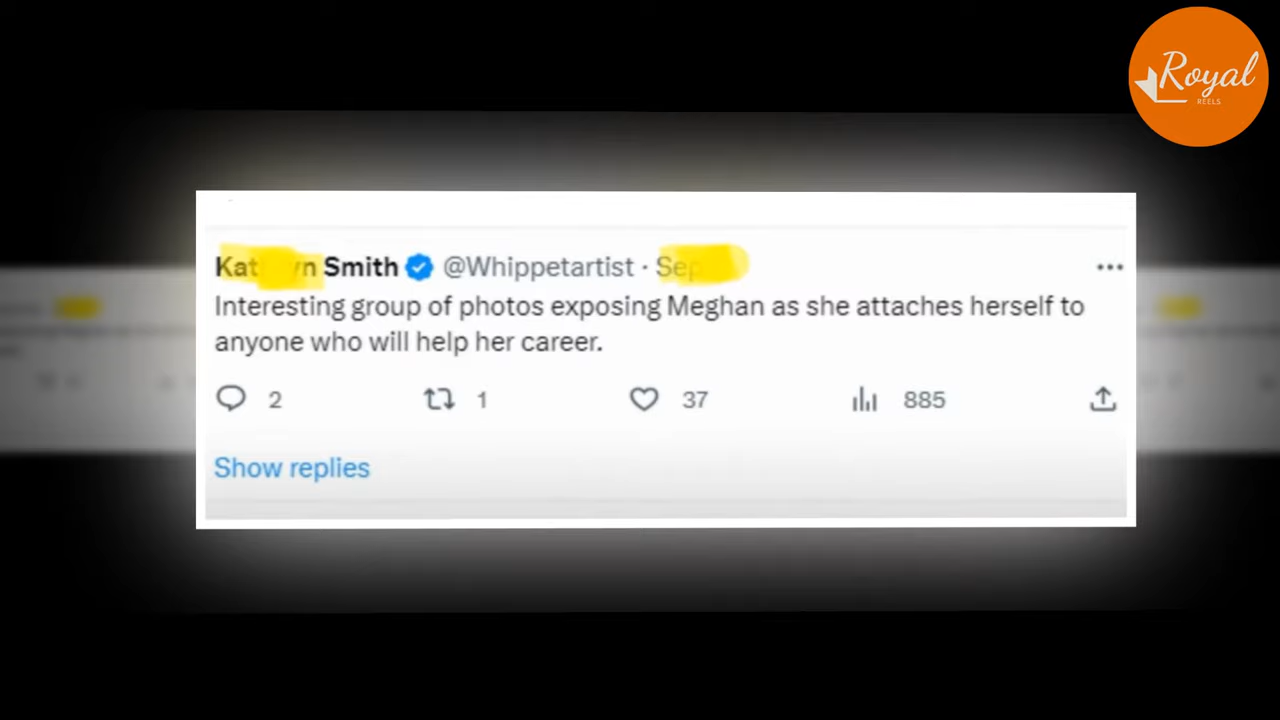 Royal
REELS
Kat yn Smith @Whippetartist · Sep
Interesting group of photos exposing Meghan as she attaches herself to
anyone who will help her career.
2 1 37 885
Show replies